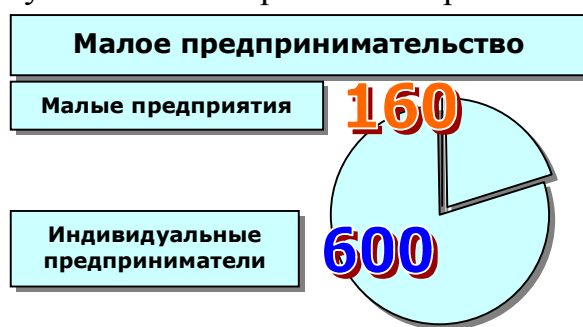 Малое предпринимательство
Малые предприятия
160
Индивидуальные
предприниматели
600